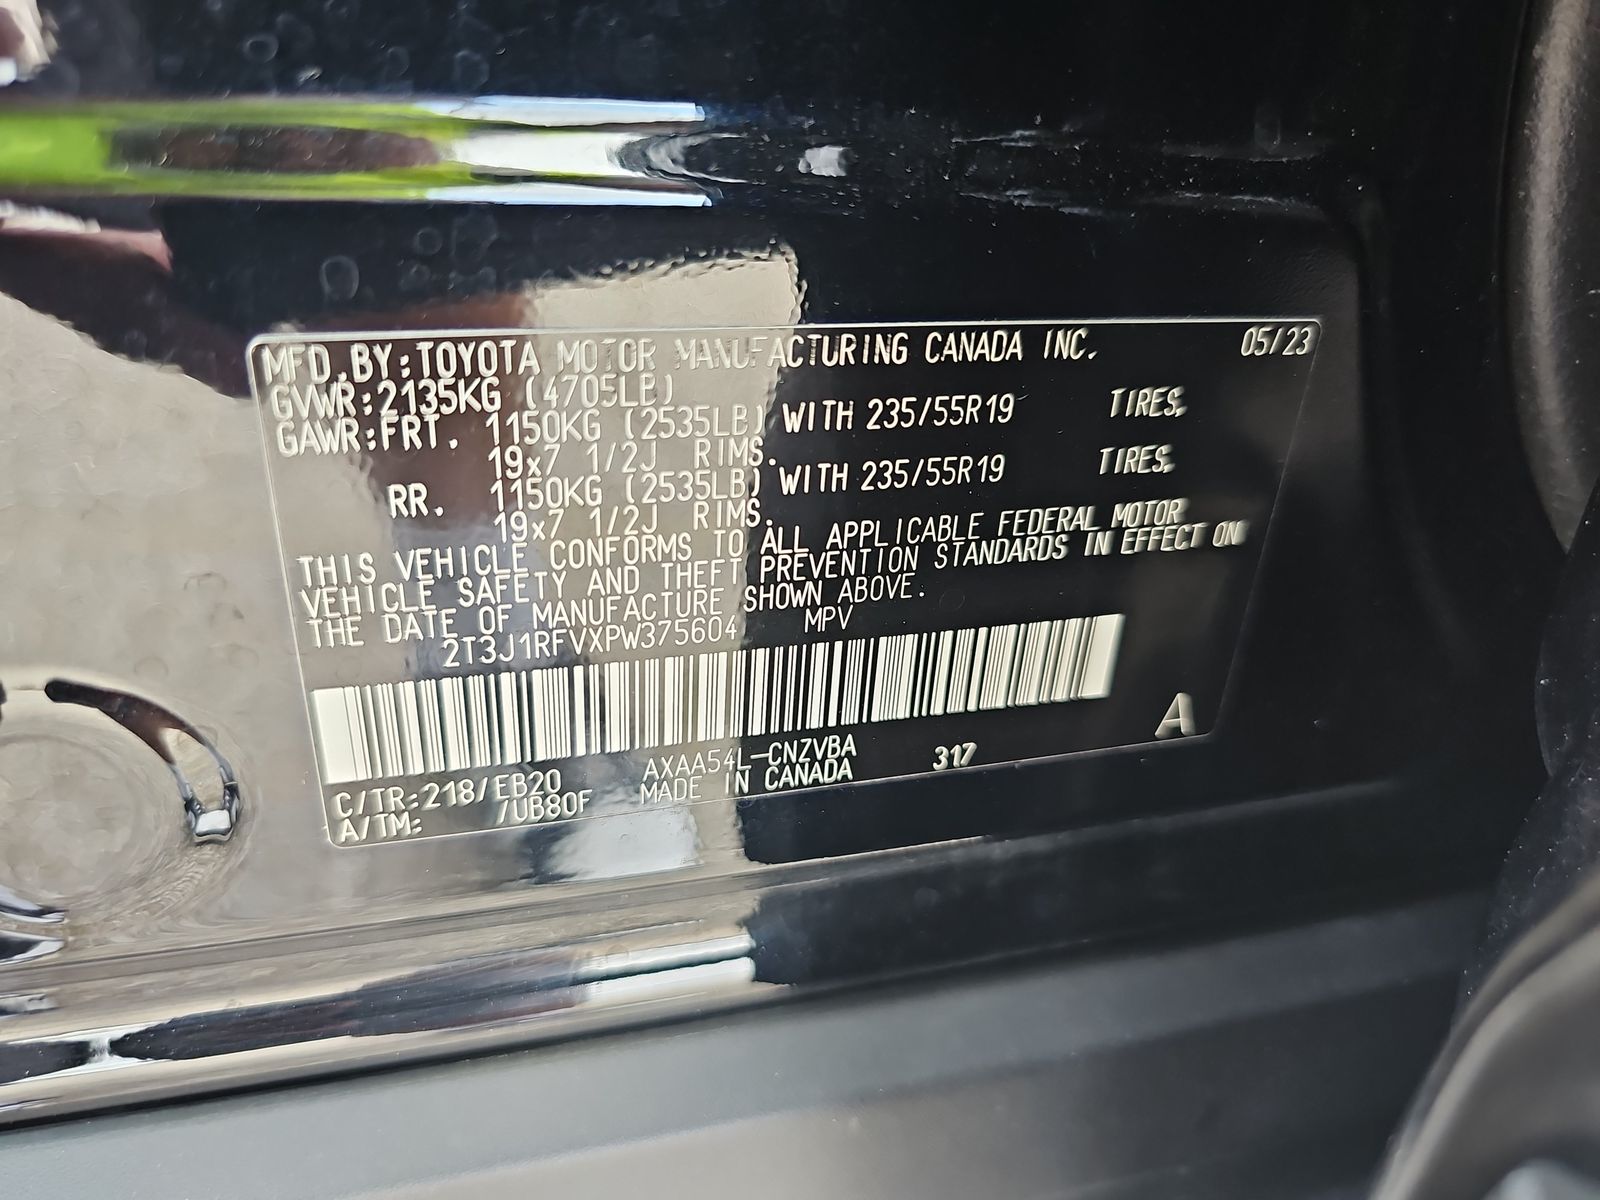 MFD.BY:TOYOTA MOTOR MANUFACTURING CANADA INC. 05/23
GVWR:2135KG (4705LB)
GAWR:FRT. 1150KG (2535LB) WITH 235/55R19 TIRES,
19x7 1/2J RIMS.
RR. 1150KG (2535LB) WITH 235/55R19 TIRES,
19x7 1/2J RIMS.
THIS VEHICLE CONFORMS TO ALL APPLICABLE FEDERAL MOTOR
VEHICLE SAFETY AND THEFT PREVENTION STANDARDS IN EFFECT ON
THE DATE OF MANUFACTURE SHOWN ABOVE.
2T3J1RFVXPW375604 MPV
A
C/TR:218/EB20 AXAA54L-CNZVBA 317
A/TM: /UB80F MADE IN CANADA